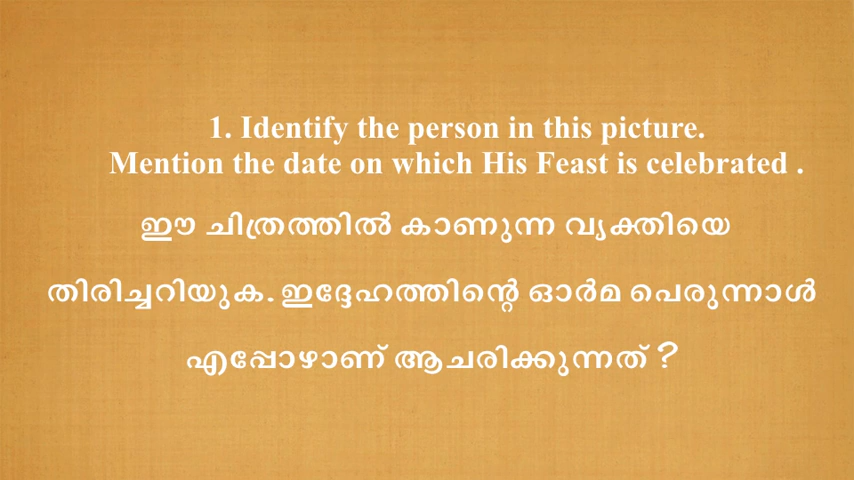 1. Identify the person in this picture.
Mention the date on which His Feast is celebrated .
ഈ ചിത്രത്തിൽ കാണുന്ന വ്യക്തിയെ
തിരിച്ചറിയുക. ഇദ്ദേഹത്തിന്റെ ഓർമ പെരുന്നാൾ
എപ്പോഴാണ് ആചരിക്കുന്നത് ?